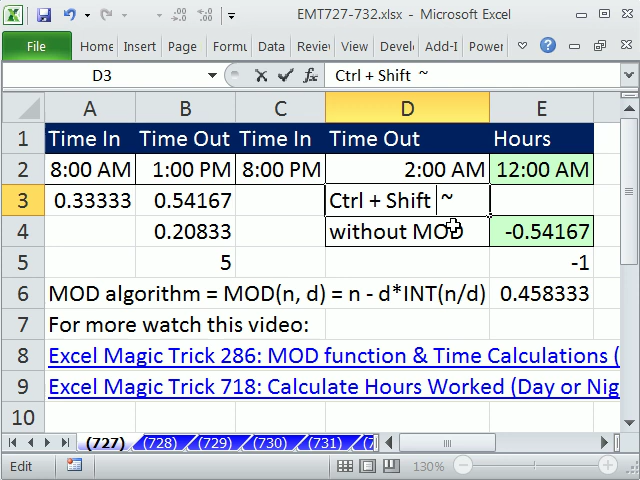 EMT727-732.xlsx - Microsoft Excel
File Home Insert Page Formu Data Review Develc Add-I Power
D3 fx Ctrl + Shift ~
A B C D E
1 Time In Time Out Time In Time Out Hours
2 8:00 AM 1:00 PM 8:00 PM 2:00 AM 12:00 AM
3 0.33333 0.54167 Ctrl + Shift ~
4 0.20833 without MOD -0.54167
5 5 -1
6 MOD algorithm = MOD(n, d) = n - d*INT(n/d) 0.458333
7 For more watch this video:
8 Excel Magic Trick 286: MOD function & Time Calculations (
9 Excel Magic Trick 718: Calculate Hours Worked (Day or Nig
10
(727) (728) (729) (730) (731) (7
Edit 130%